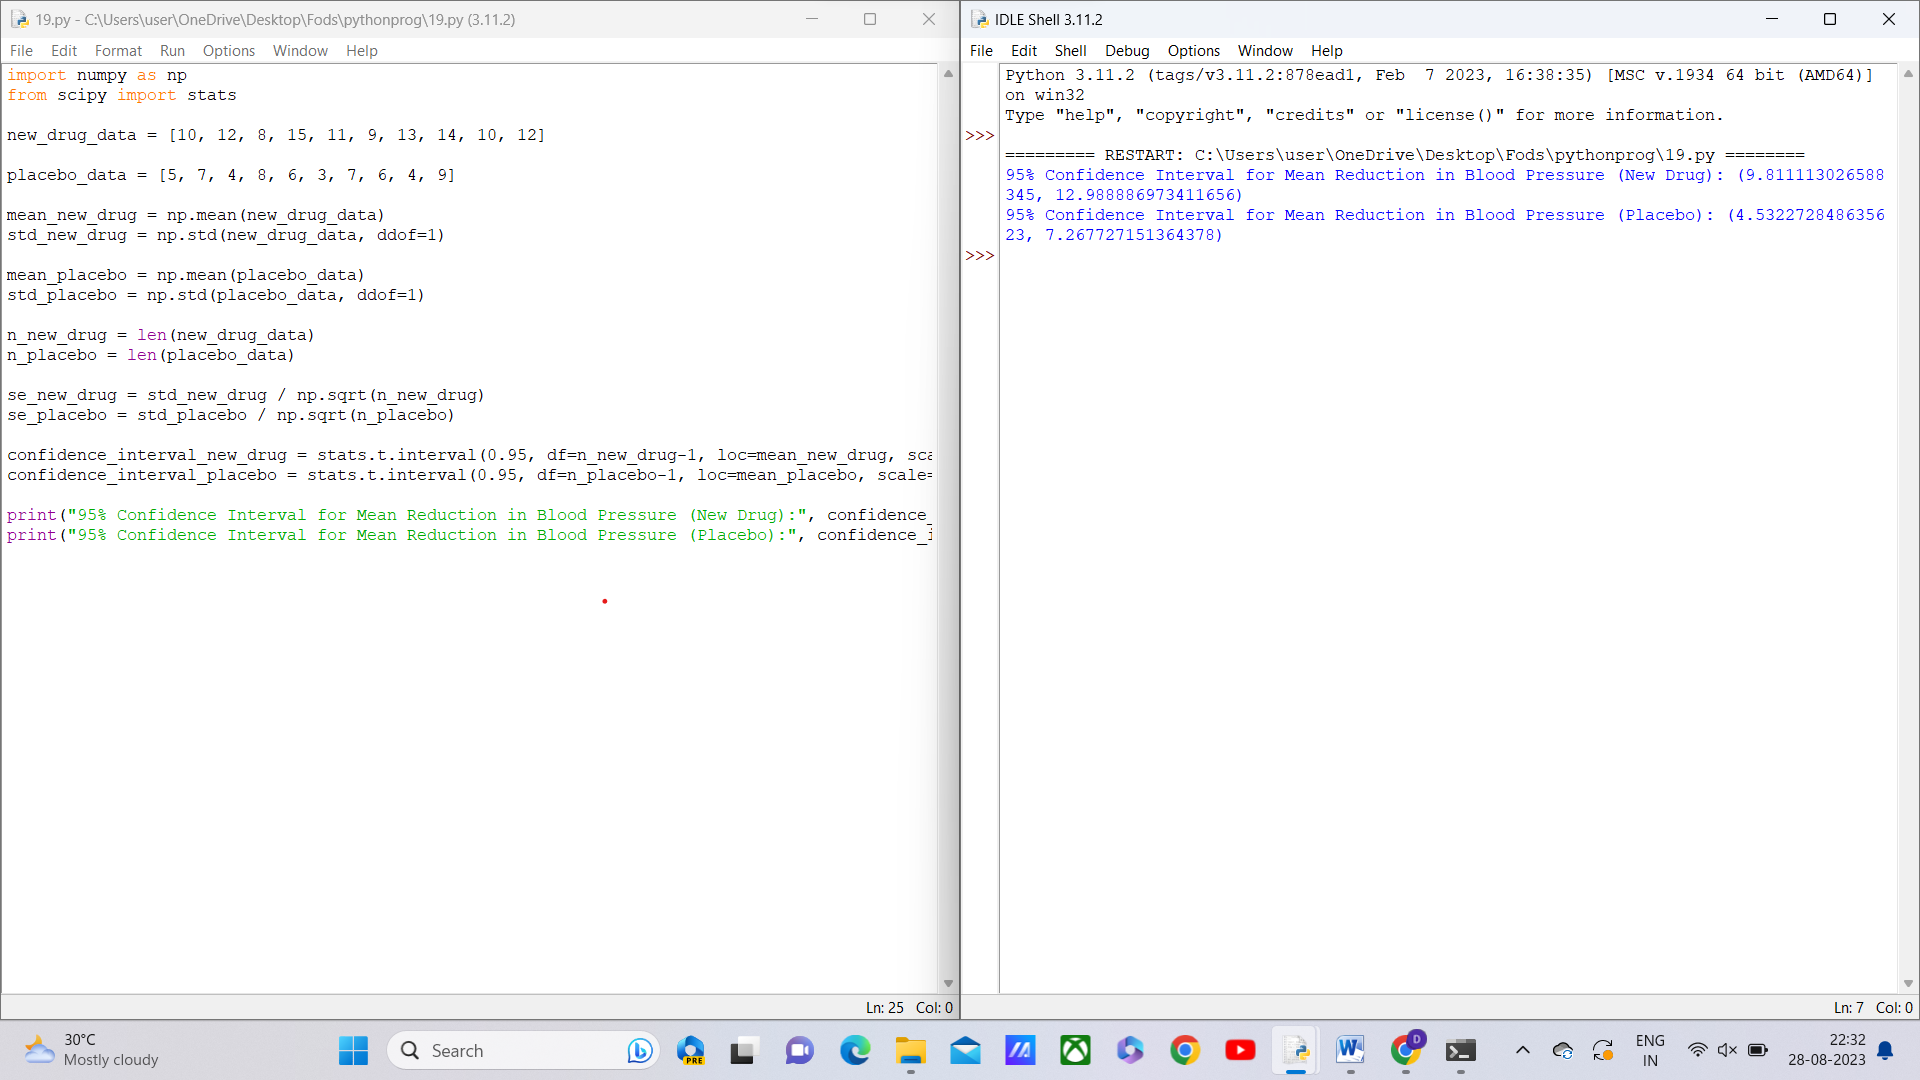 19.py - C:\Users\user\OneDrive\Desktop\Fods\pythonprog\19.py (3.11.2)
File Edit Format Run Options Window Help
import numpy as np
from scipy import stats
new_drug_data = [10, 12, 8, 15, 11, 9, 13, 14, 10, 12]
placebo_data = [5, 7, 4, 8, 6, 3, 7, 6, 4, 9]
mean_new_drug = np.mean(new_drug_data)
std_new_drug = np.std(new_drug_data, ddof=1)
mean_placebo = np.mean(placebo_data)
std_placebo = np.std(placebo_data, ddof=1)
n_new_drug = len(new_drug_data)
n_placebo = len(placebo_data)
se_new_drug = std_new_drug / np.sqrt(n_new_drug)
se_placebo = std_placebo / np.sqrt(n_placebo)
confidence_interval_new_drug = stats.t.interval(0.95, df=n_new_drug-1, loc=mean_new_drug, sca
confidence_interval_placebo = stats.t.interval(0.95, df=n_placebo-1, loc=mean_placebo, scale=
print("95% Confidence Interval for Mean Reduction in Blood Pressure (New Drug):", confidence_
print("95% Confidence Interval for Mean Reduction in Blood Pressure (Placebo):", confidence_i
Ln: 25 Col: 0
IDLE Shell 3.11.2
File Edit Shell Debug Options Window Help
Python 3.11.2 (tags/v3.11.2:878ead1, Feb  7 2023, 16:38:35) [MSC v.1934 64 bit (AMD64)]
on win32
Type "help", "copyright", "credits" or "license()" for more information.
>>>
========= RESTART: C:\Users\user\OneDrive\Desktop\Fods\pythonprog\19.py ========
95% Confidence Interval for Mean Reduction in Blood Pressure (New Drug): (9.811113026588
345, 12.988886973411656)
95% Confidence Interval for Mean Reduction in Blood Pressure (Placebo): (4.5322728486356
23, 7.267727151364378)
>>>
Ln: 7 Col: 0
30°C
Mostly cloudy
Search
PRE
D
ENG
IN
22:32
28-08-2023